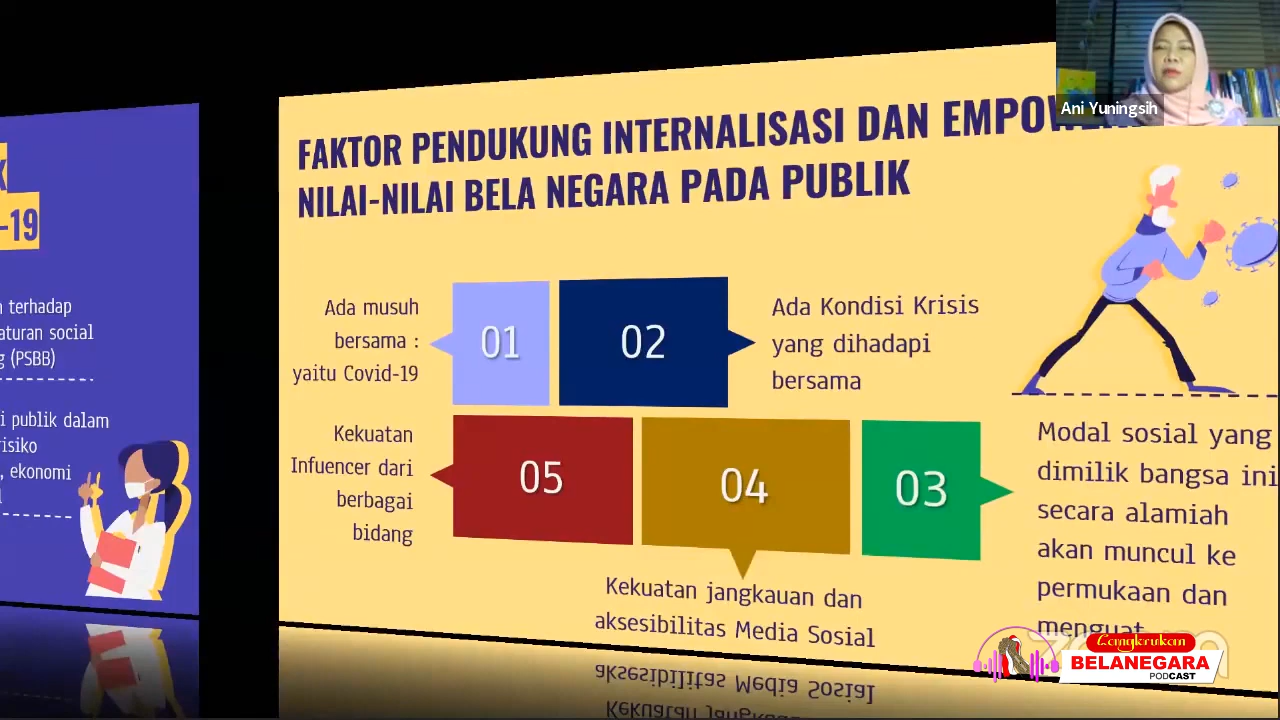 Ani Yuningsih
FAKTOR PENDUKUNG INTERNALISASI DAN
NILAI-NILAI BELA NEGARA PADA PUBLIK
-19
terhadap
aturan social
(PSBB)
publik dalam
ekonomi
Ada musuh
bersama :
yaitu Covid-19
01
02
Ada Kondisi Krisis
yang dihadapi
bersama
Kekuatan
Infuencer dari
berbagai
bidang
05
04
03
Modal sosial yang
dimilik bangsa ini
secara alamiah
akan muncul ke
permukaan dan
menguat
Kekuatan jangkauan dan
aksesibilitas Media Sosial
Cangkrukan
BELANEGARA
PODCAST